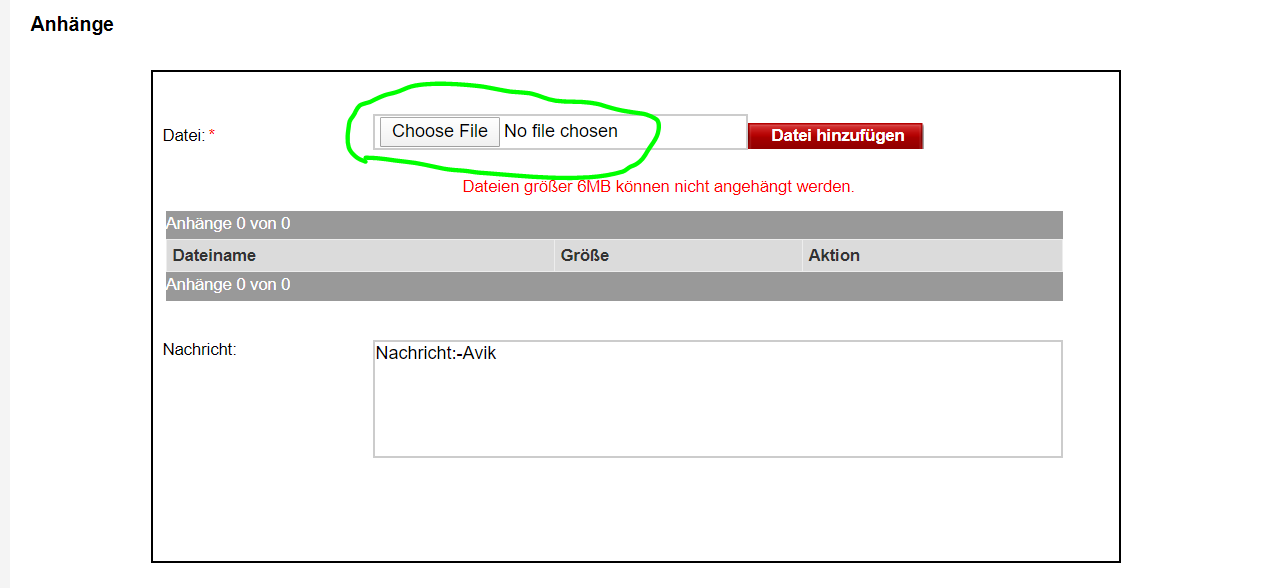 Anhänge
Datei: * Choose File No file chosen Datei hinzufügen
Dateien größer 6MB können nicht angehängt werden.
Anhänge 0 von 0
Dateiname Größe Aktion
Anhänge 0 von 0
Nachricht: Nachricht:-Avik